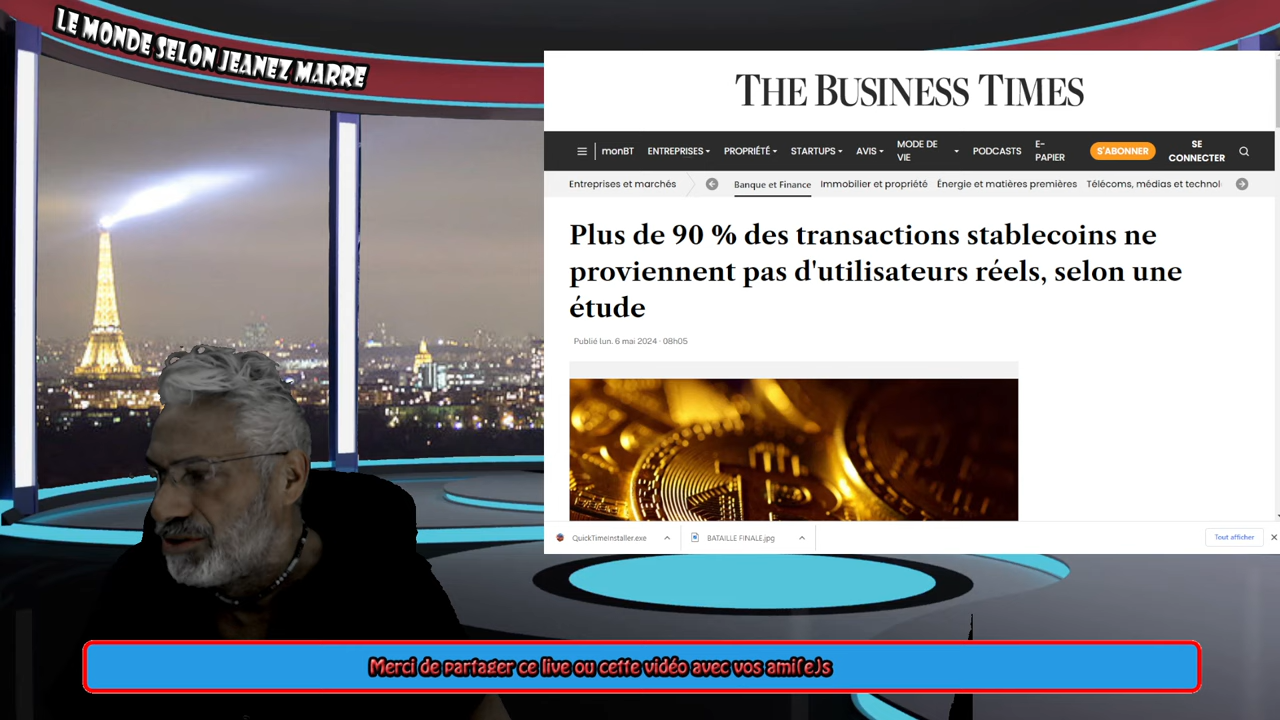 LE MONDE SELON JEANEZ MARRE
THE BUSINESS TIMES
monBT ENTREPRISES PROPRIÉTÉ STARTUPS AVIS MODE DE VIE PODCASTS E-PAPIER S'ABONNER SE CONNECTER
Entreprises et marchés Banque et Finance Immobilier et propriété Énergie et matières premières Télécoms, médias et technol
Plus de 90 % des transactions stablecoins ne
proviennent pas d'utilisateurs réels, selon une
étude
Publié lun. 6 mai 2024 · 08h05
QuickTimeInstaller.exe BATAILLE FINALE.jpg Tout afficher
Merci de partager ce live ou cette vidéo avec vos ami(e)s